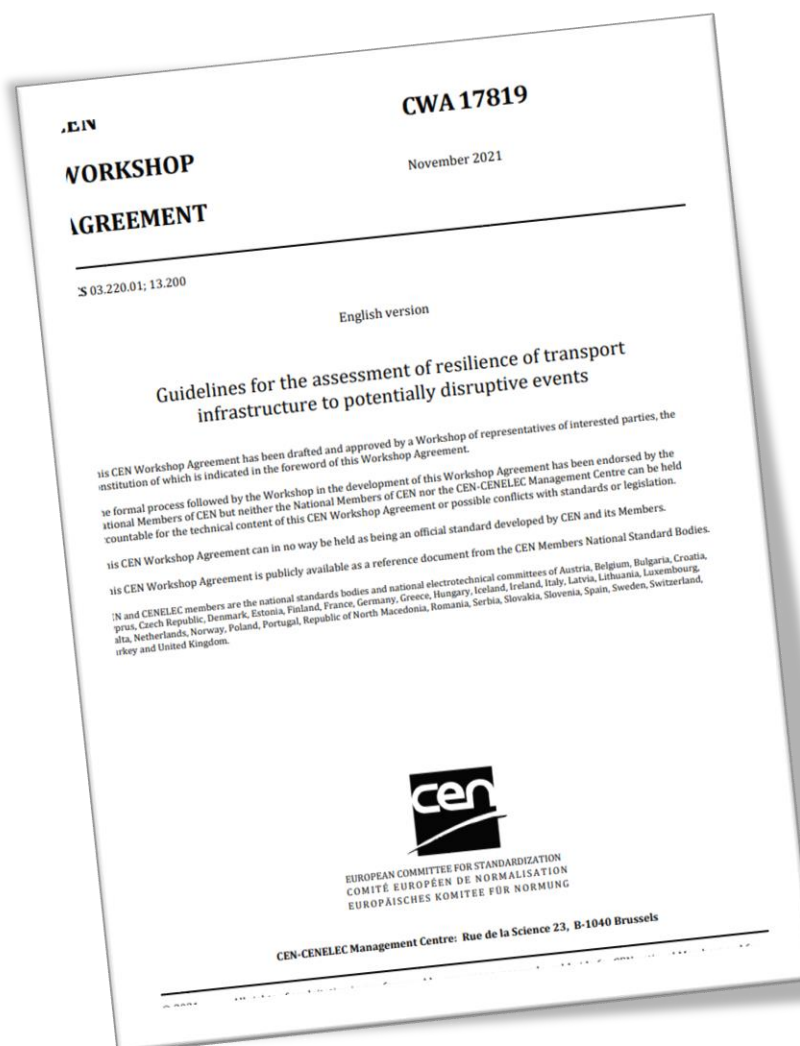 CEN
WORKSHOP
AGREEMENT
CWA 17819
November 2021
S 03.220.01; 13.200
English version
Guidelines for the assessment of resilience of transport
infrastructure to potentially disruptive events
is CEN Workshop Agreement has been drafted and approved by a Workshop of representatives of interested parties, the
nstitution of which is indicated in the foreword of this Workshop Agreement.
e formal process followed by the Workshop in the development of this Workshop Agreement has been endorsed by the
ational Members of CEN but neither the National Members of CEN nor the CEN-CENELEC Management Centre can be held
countable for the technical content of this CEN Workshop Agreement or possible conflicts with standards or legislation.
is CEN Workshop Agreement can in no way be held as being an official standard developed by CEN and its Members.
is CEN Workshop Agreement is publicly available as a reference document from the CEN Members National Standard Bodies.
N and CENELEC members are the national standards bodies and national electrotechnical committees of Austria, Belgium, Bulgaria, Croatia,
prus, Czech Republic, Denmark, Estonia, Finland, France, Germany, Greece, Hungary, Iceland, Ireland, Italy, Latvia, Lithuania, Luxembourg,
alta, Netherlands, Norway, Poland, Portugal, Republic of North Macedonia, Romania, Serbia, Slovakia, Slovenia, Spain, Sweden, Switzerland,
urkey and United Kingdom.
cen
EUROPEAN COMMITTEE FOR STANDARDIZATION
COMITÉ EUROPÉEN DE NORMALISATION
EUROPÄISCHES KOMITEE FÜR NORMUNG
CEN-CENELEC Management Centre: Rue de la Science 23, B-1040 Brussels